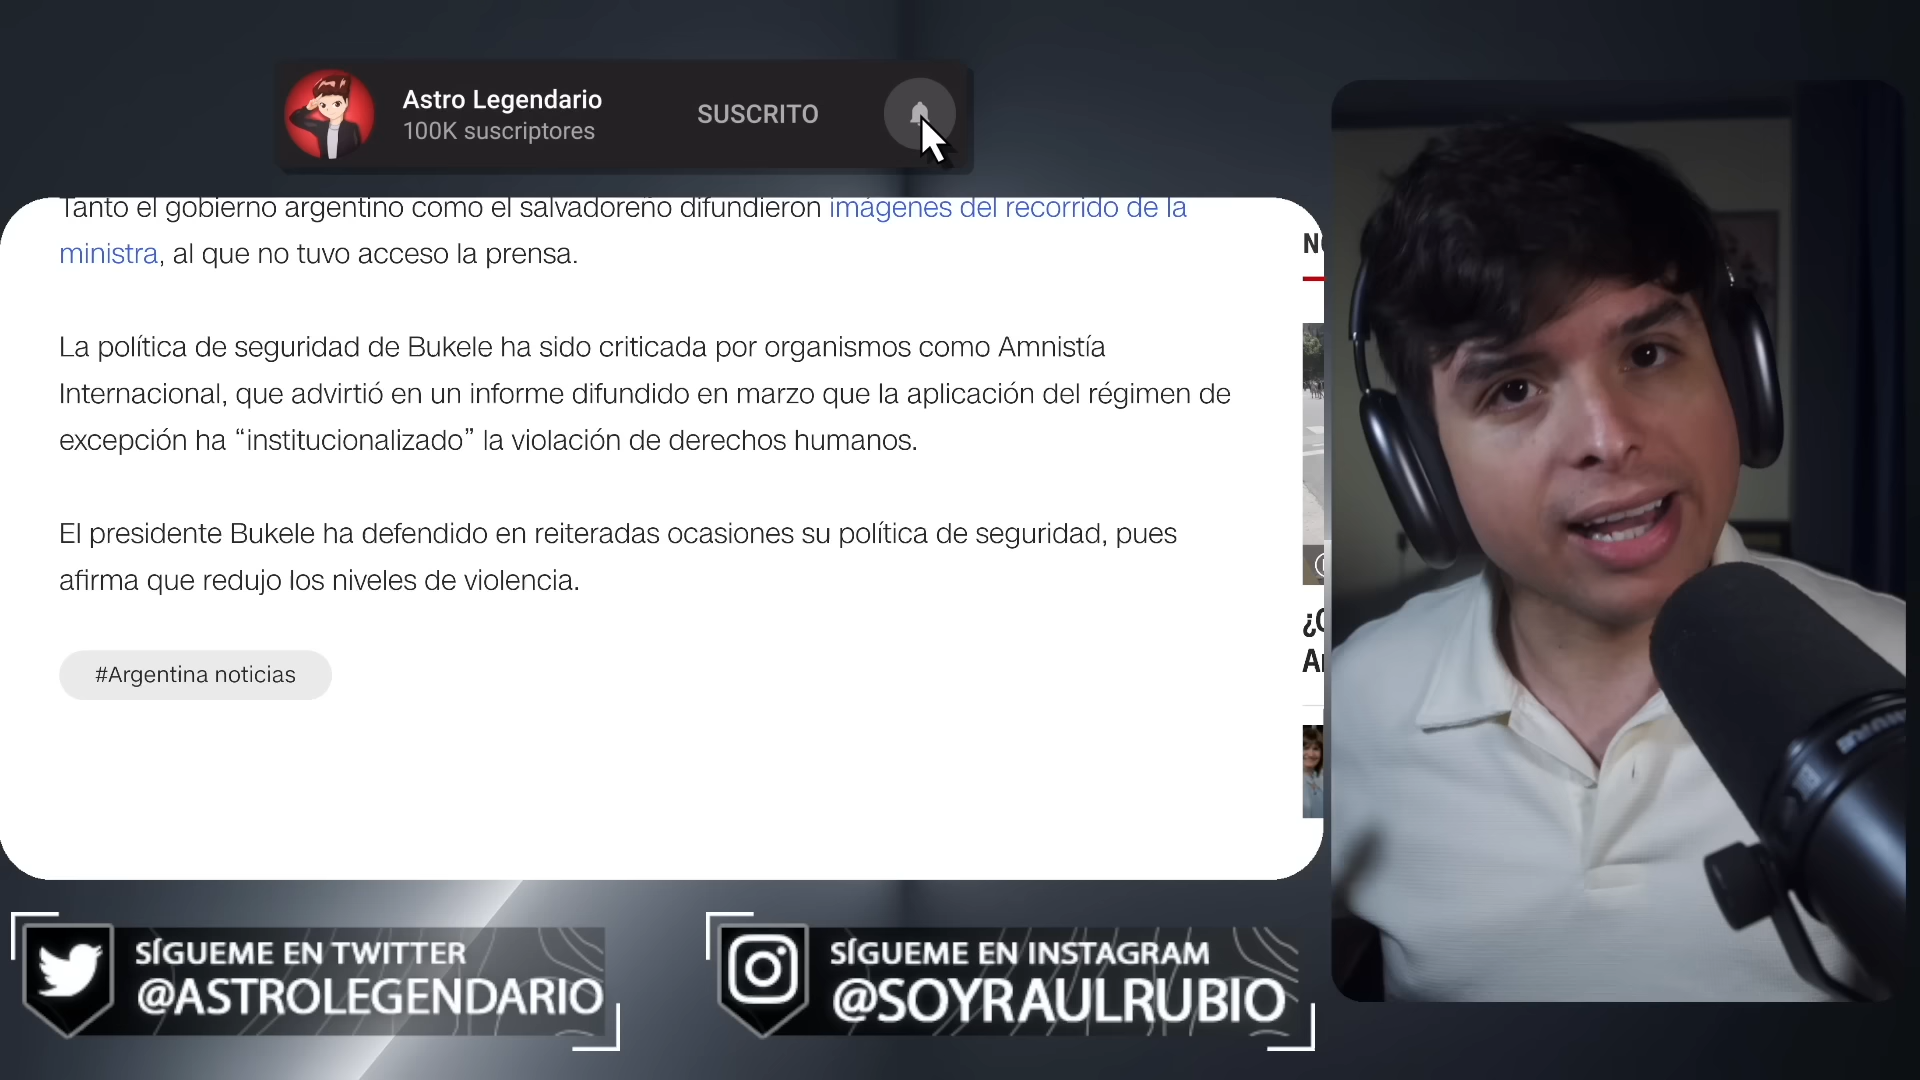 Astro Legendario
100K suscriptores
SUSCRITO
Tanto el gobierno argentino como el salvadoreño difundieron imágenes del recorrido de la
ministra, al que no tuvo acceso la prensa.
La política de seguridad de Bukele ha sido criticada por organismos como Amnistía
Internacional, que advirtió en un informe difundido en marzo que la aplicación del régimen de
excepción ha “institucionalizado” la violación de derechos humanos.
El presidente Bukele ha defendido en reiteradas ocasiones su política de seguridad, pues
afirma que redujo los niveles de violencia.
#Argentina noticias
SÍGUEME EN TWITTER
@ASTROLEGENDARIO
SÍGUEME EN INSTAGRAM
@SOYRAULRUBIO